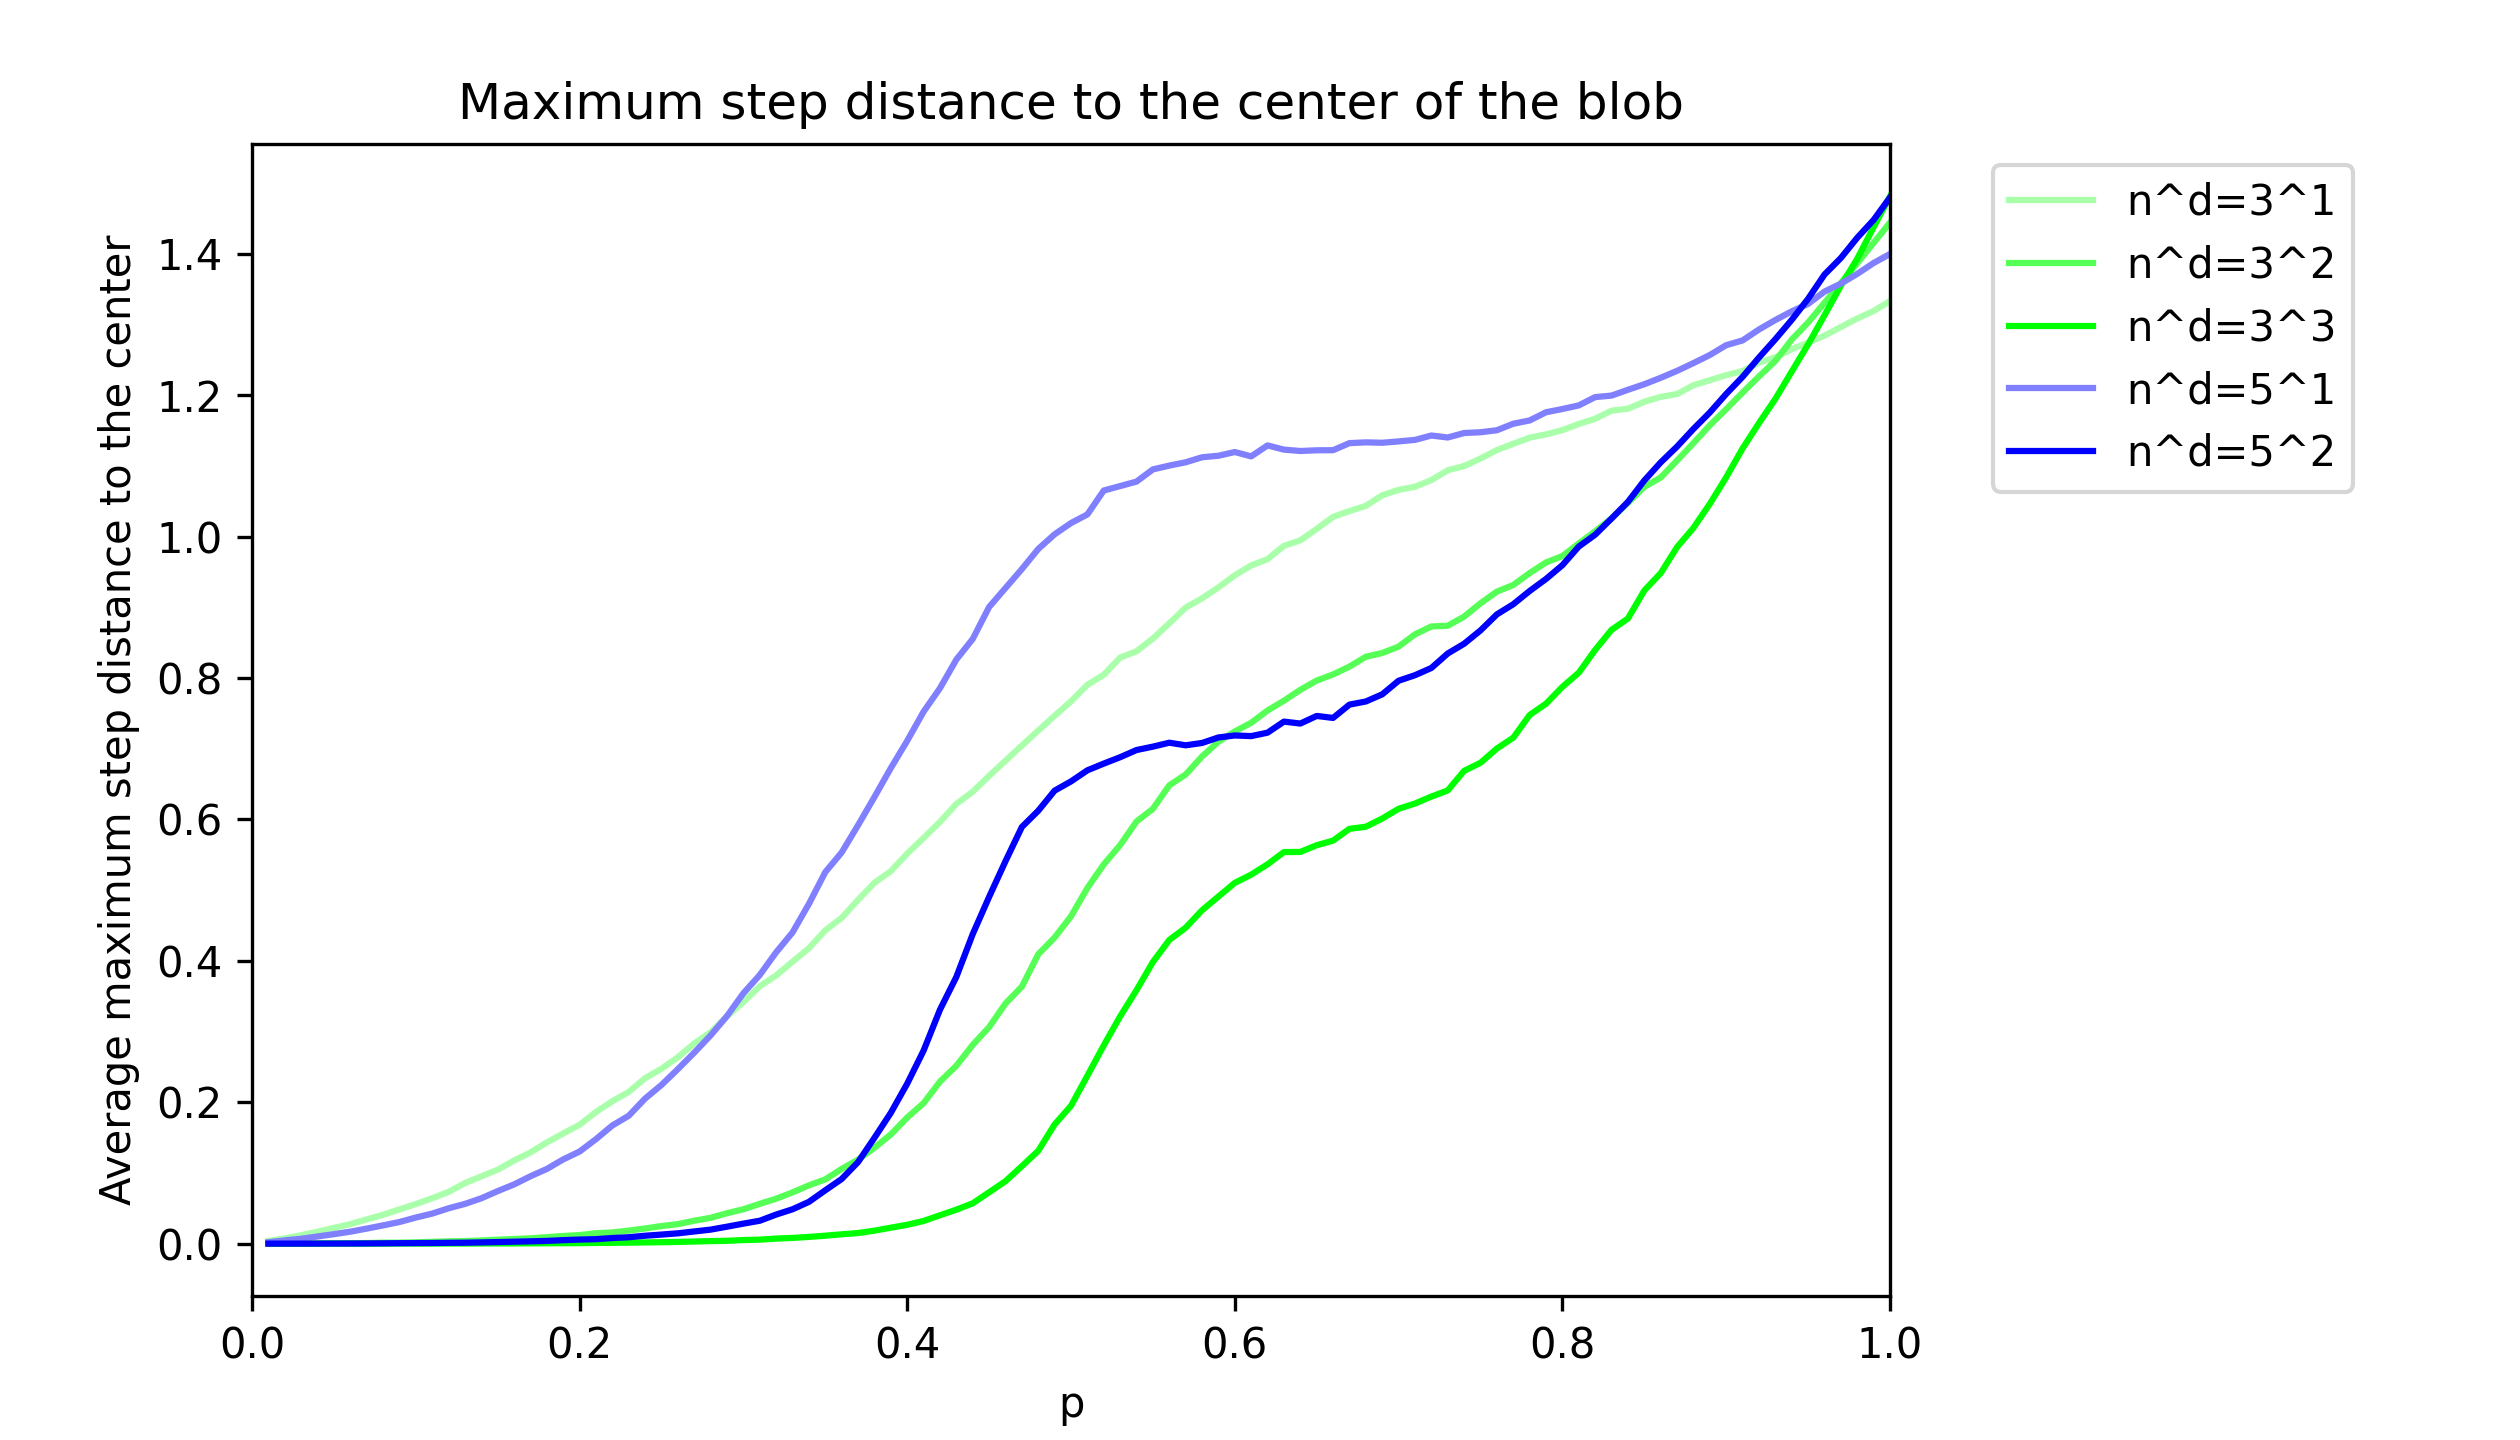 Maximum step distance to the center of the blob
Average maximum step distance to the center
1.4
1.2
1.0
0.8
0.6
0.4
0.2
0.0
0.0
0.2
0.4
0.6
0.8
1.0
p
n^d=3^1
n^d=3^2
n^d=3^3
n^d=5^1
n^d=5^2